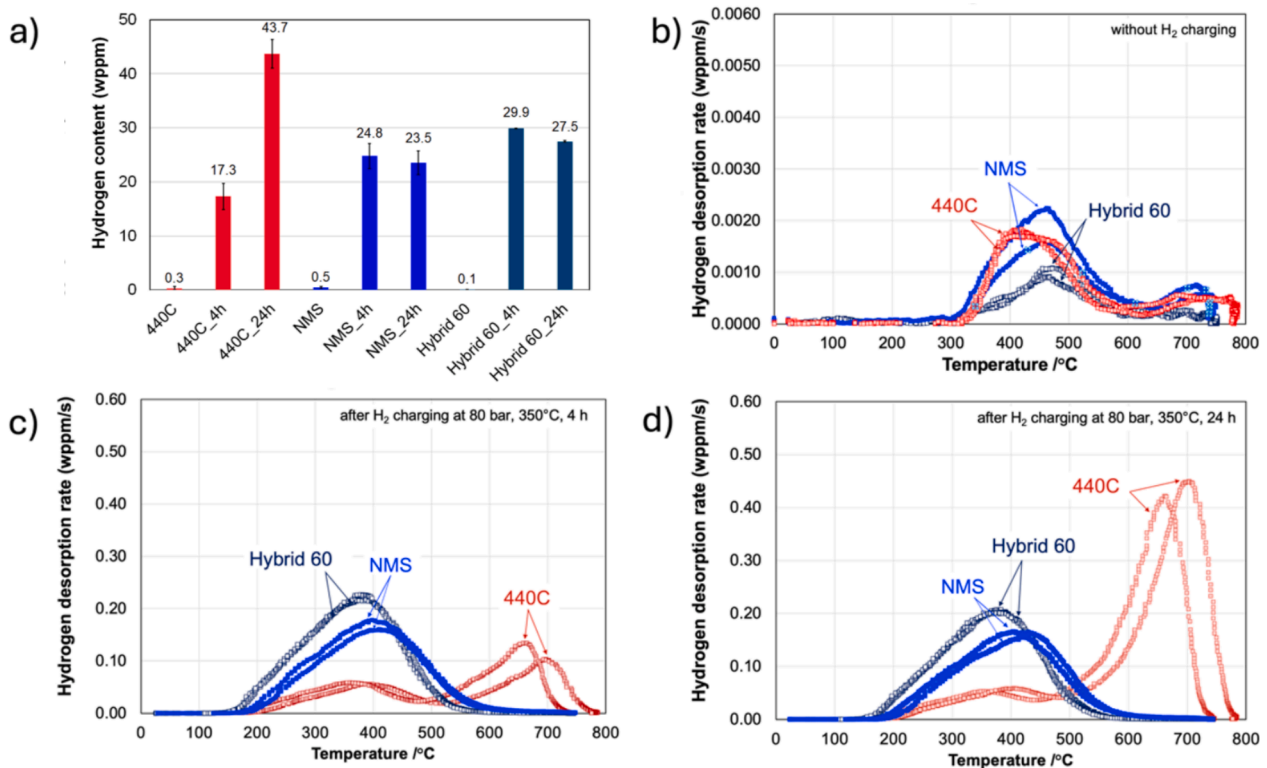 a)
Hydrogen content (wppm)
50
40
30
20
10
0
0.3
17.3
43.7
0.5
24.8
23.5
0.1
29.9
27.5
440C
440C_4h
440C_24h
NMS
NMS_4h
NMS_24h
Hybrid 60
Hybrid 60_4h
Hybrid 60_24h
b)
Hydrogen desorption rate (wppm/s)
0.0060
0.0050
0.0040
0.0030
0.0020
0.0010
0.0000
without H₂ charging
NMS
440C
Hybrid 60
0 100 200 300 400 500 600 700 800
Temperature /°C
c)
Hydrogen desorption rate (wppm/s)
0.60
0.50
0.40
0.30
0.20
0.10
0.00
after H₂ charging at 80 bar, 350°C, 4 h
Hybrid 60
NMS
440C
0 100 200 300 400 500 600 700 800
Temperature /°C
d)
Hydrogen desorption rate (wppm/s)
0.60
0.50
0.40
0.30
0.20
0.10
0.00
after H₂ charging at 80 bar, 350°C, 24 h
440C
Hybrid 60
NMS
0 100 200 300 400 500 600 700 800
Temperature /°C